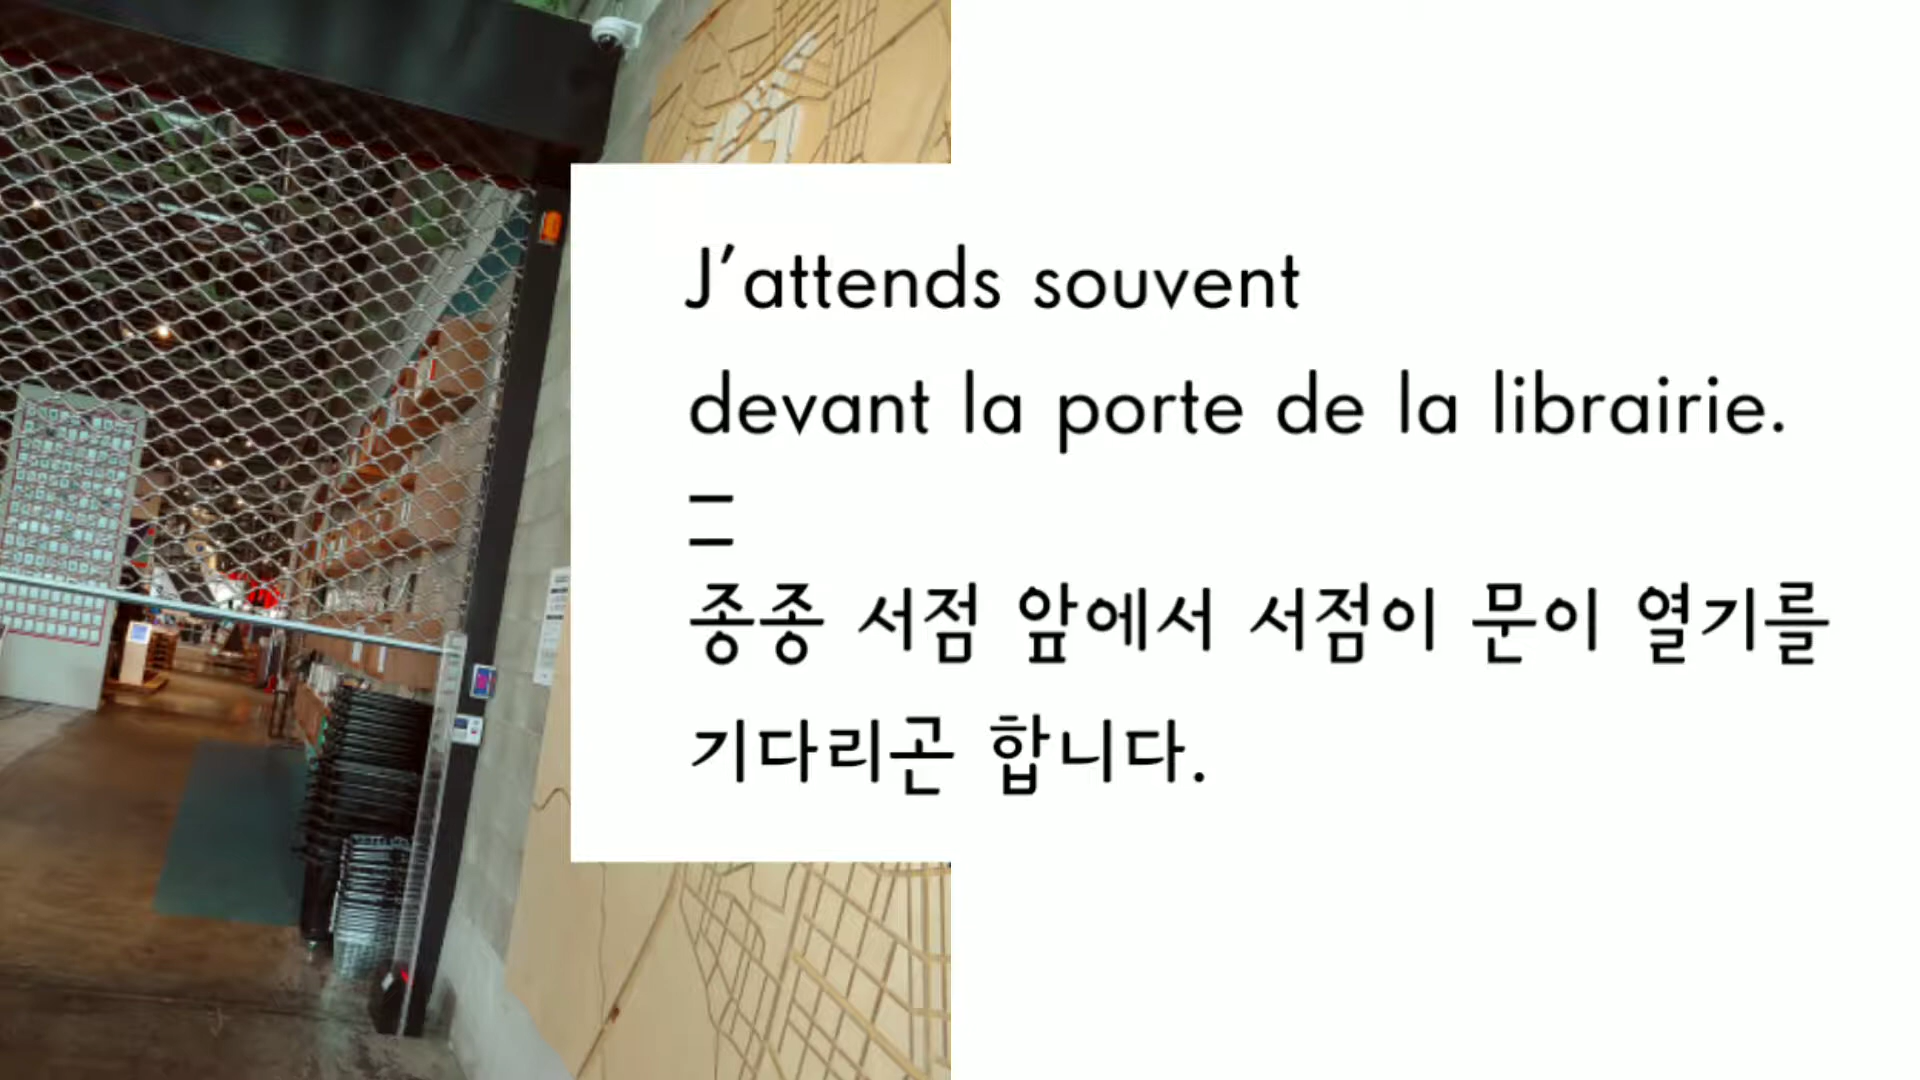 J’attends souvent
devant la porte de la librairie.
=
종종 서점 앞에서 서점이 문이 열기를
기다리곤 합니다.